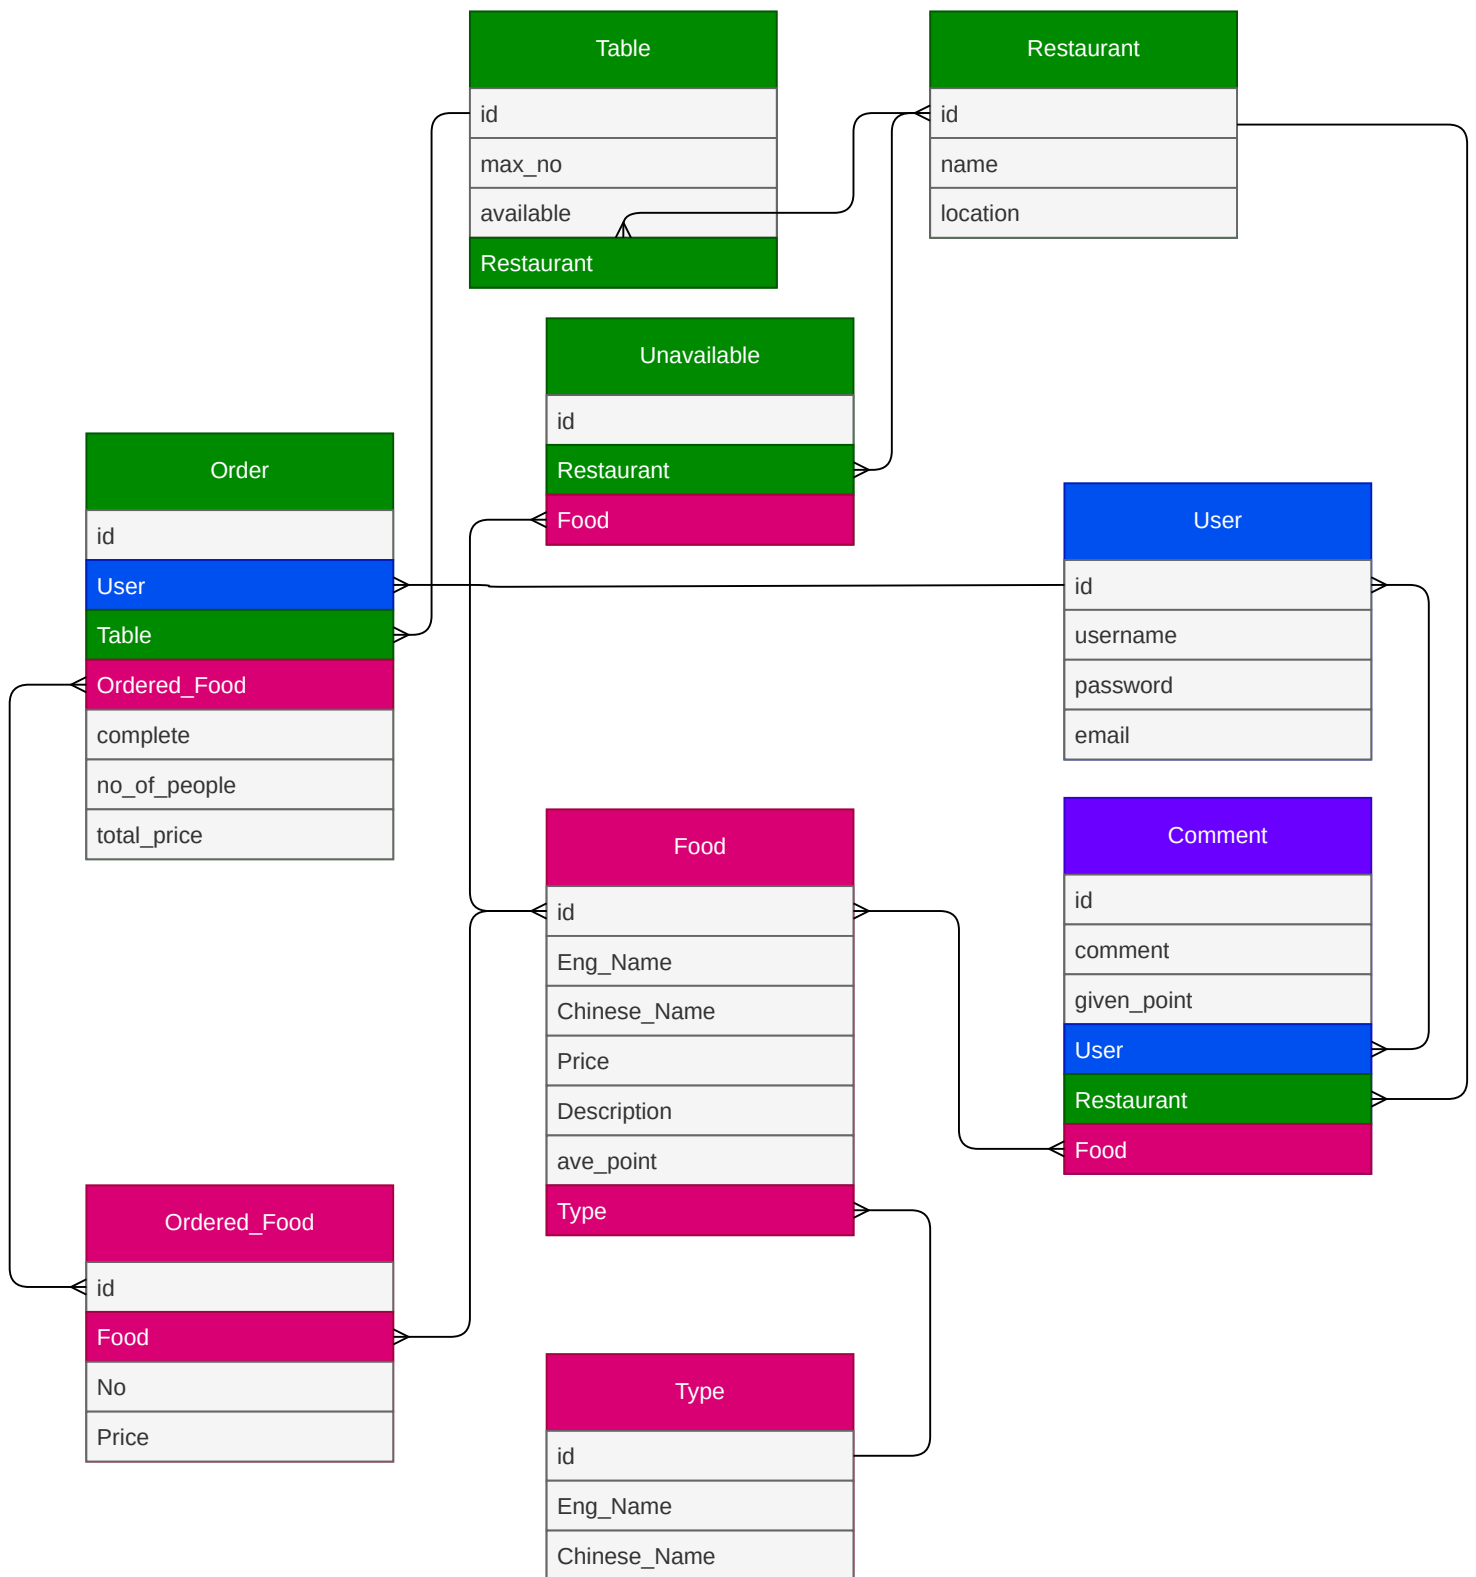 Table
id
max_no
available
Restaurant
Restaurant
id
name
location
Unavailable
id
Restaurant
Food
Order
id
User
Table
Ordered_Food
complete
no_of_people
total_price
User
id
username
password
email
Food
id
Eng_Name
Chinese_Name
Price
Description
ave_point
Type
Comment
id
comment
given_point
User
Restaurant
Food
Ordered_Food
id
Food
No
Price
Type
id
Eng_Name
Chinese_Name